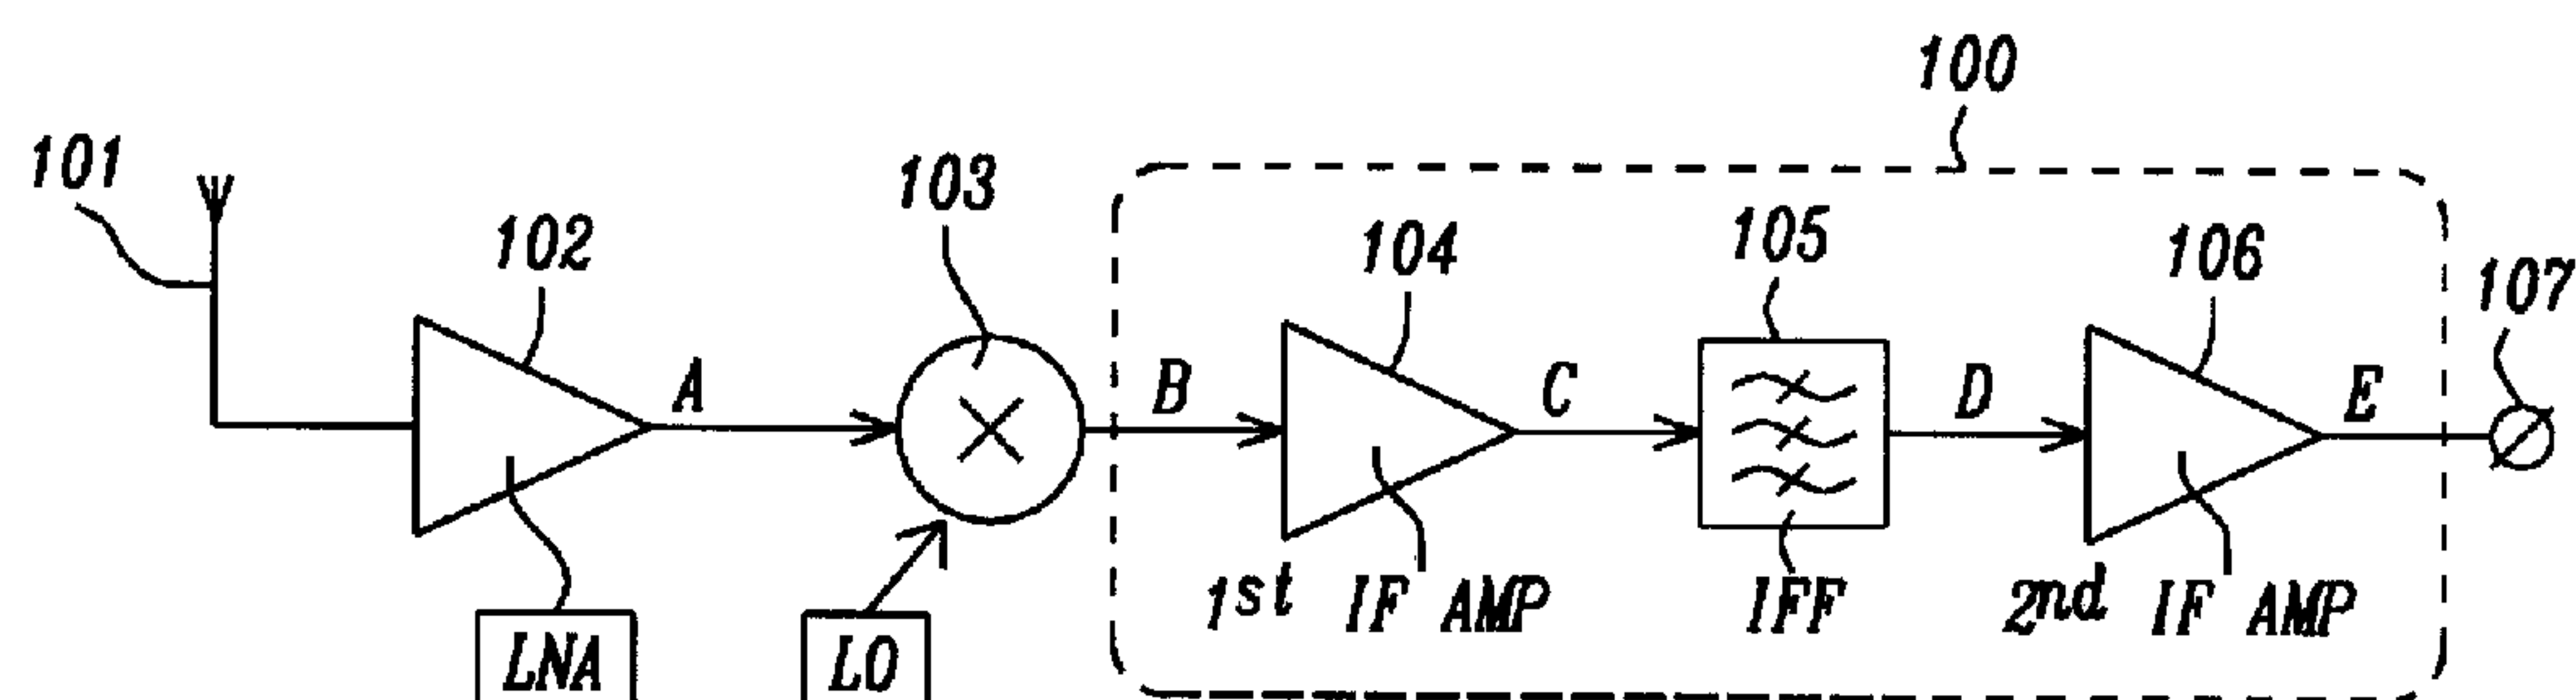 100
101
103
102
104
105
106
107
A
B
C
D
E
1st IF AMP
IFF
2nd IF AMP
LNA
LO